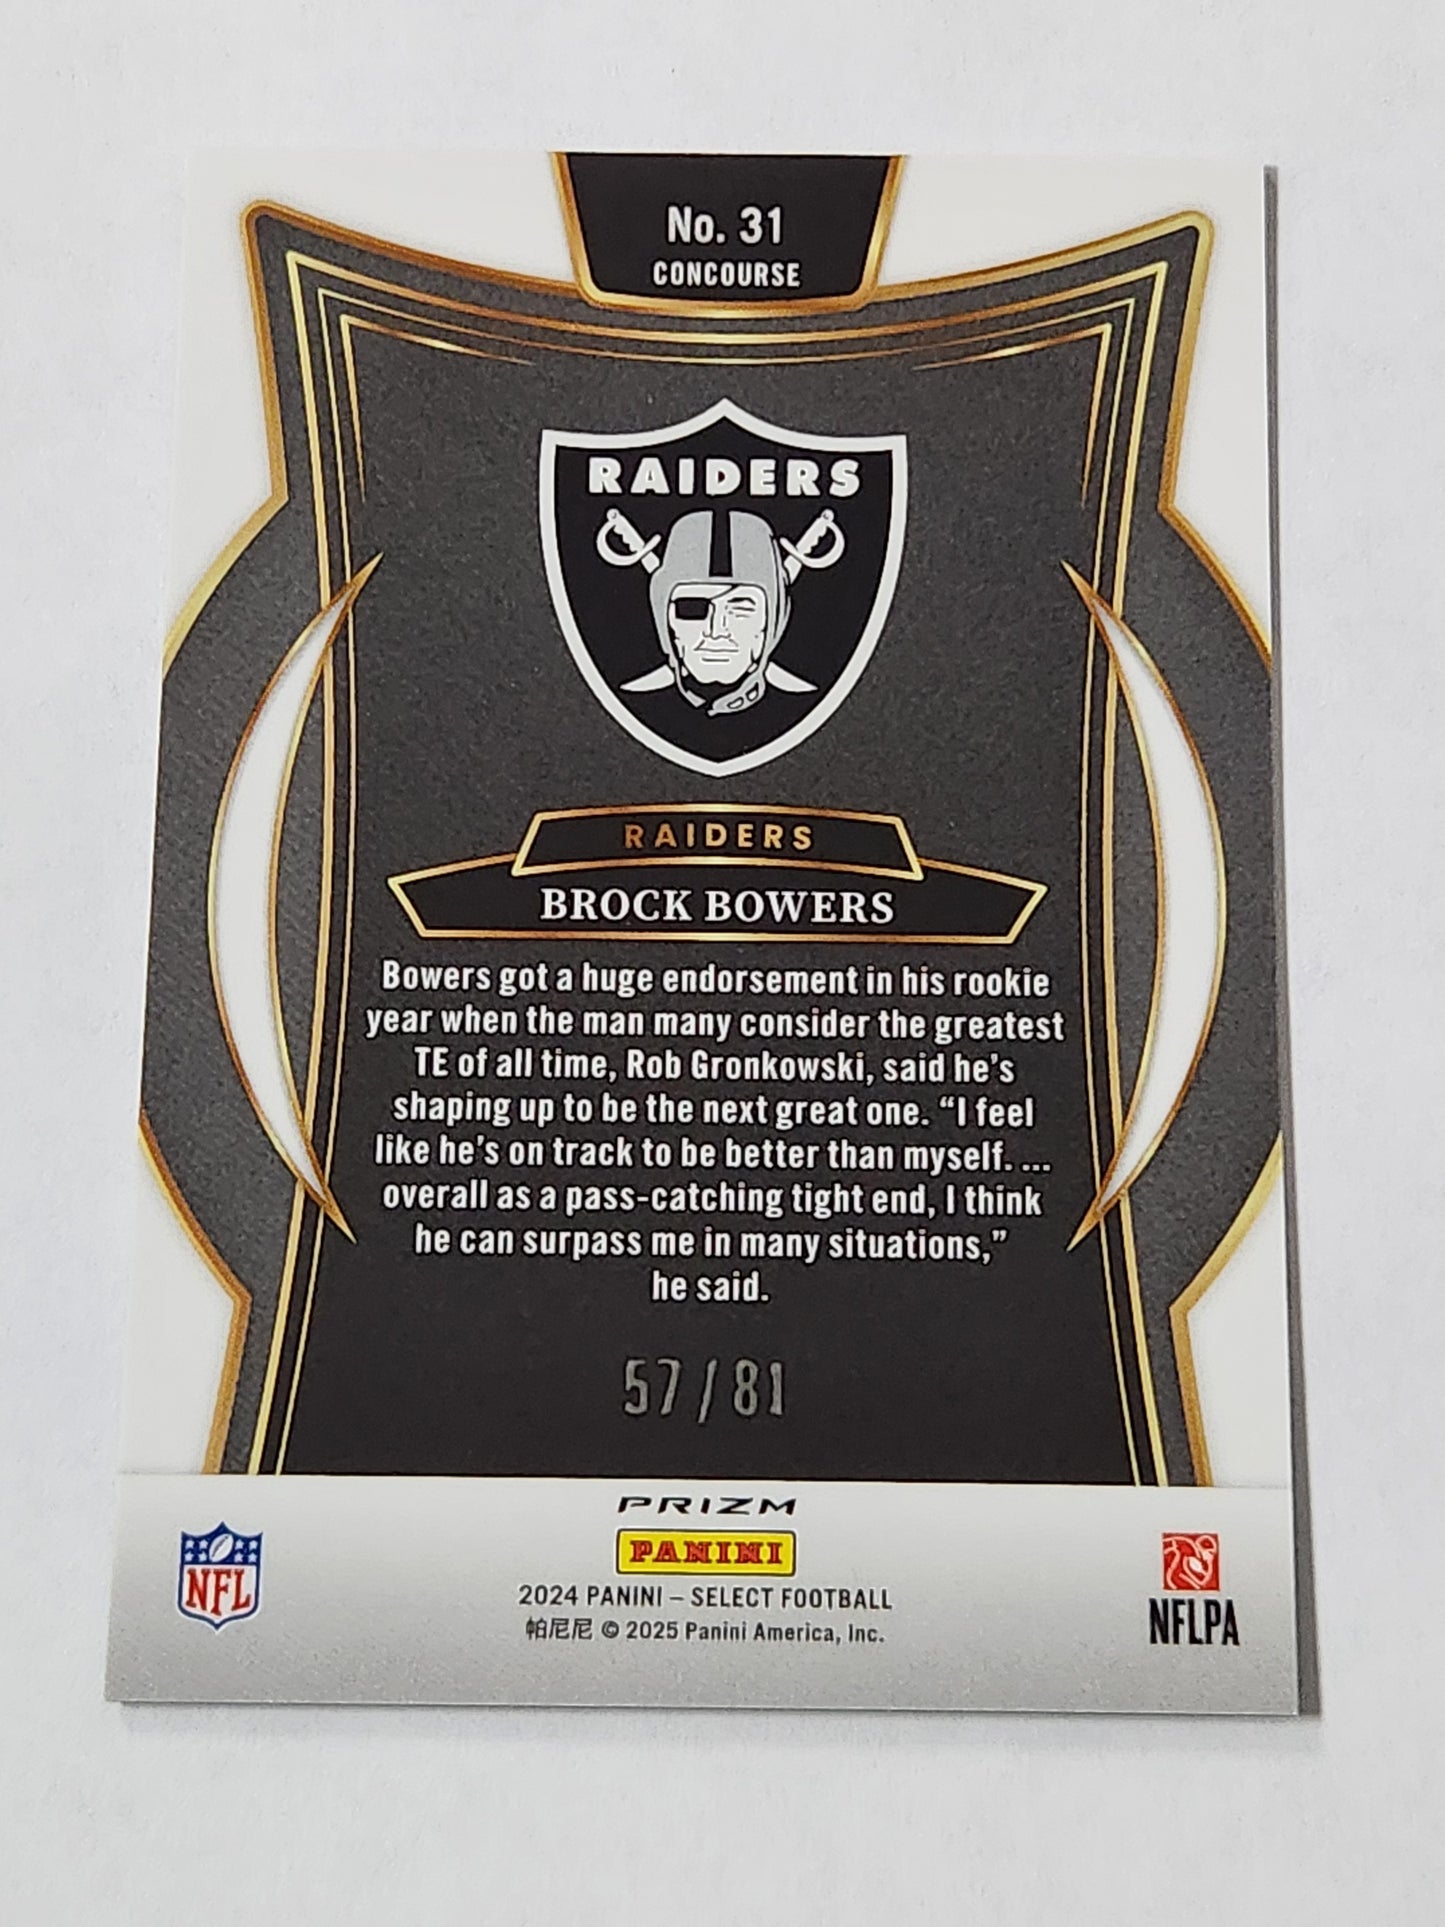 No. 31
CONCOURSE
RAIDERS
RAIDERS
BROCK BOWERS
Bowers got a huge endorsement in his rookie
year when the man many consider the greatest
TE of all time, Rob Gronkowski, said he's
shaping up to be the next great one. “I feel
like he's on track to be better than myself. ...
overall as a pass-catching tight end, I think
he can surpass me in many situations,”
he said.
57/81
PRIZM
PANINI
NFL
2024 PANINI – SELECT FOOTBALL
帕尼尼 © 2025 Panini America, Inc.
NFLPA